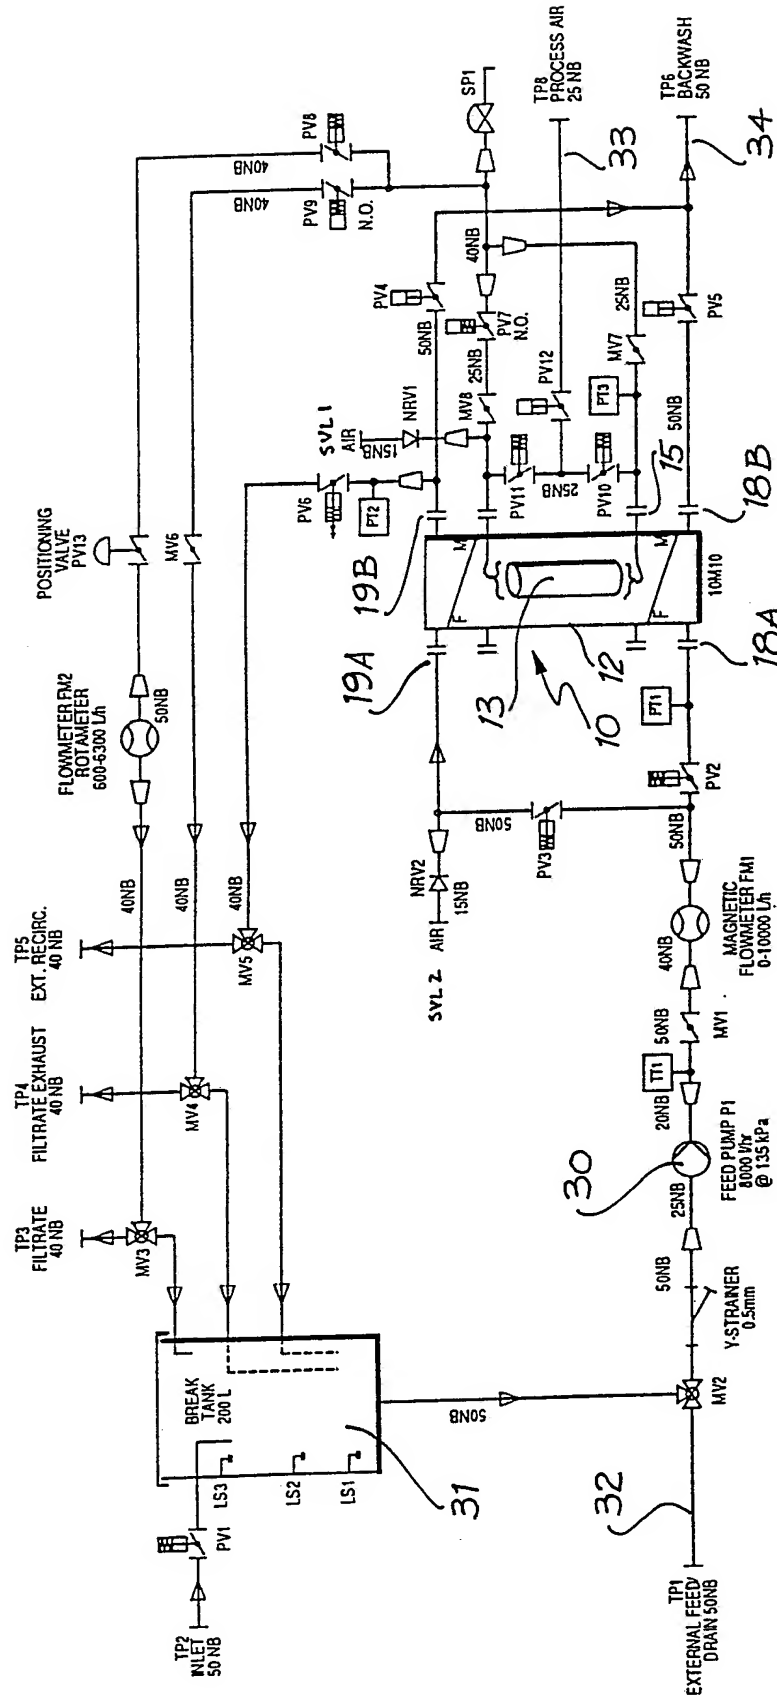 TP2
INLET
50 NB
PV1
LS3
LS2
LS1
BREAK
TANK
200 L
31
TP3
FILTRATE
40 NB
MV3
TP4
FILTRATE EXHAUST
40 NB
MV4
TP5
EXT. RECIRC.
40 NB
MV5
40NB
40NB
40NB
FLOWMETER FM2
ROTAMETER
600-6300 L/h
50NB
POSITIONING
VALVE
PV13
MV6
40NB
40NB
PV8
PV9
N.O.
SP1
PV6
PT2
SVL1
AIR
15NB
NRV1
50NB
PV4
MV8
25NB
PV7
N.O.
40NB
TP8
PROCESS AIR
25 NB
33
PV12
PV11
25NB
PV10
PT3
MV7
25NB
15
50NB
PV5
TP6
BACKWASH
50 NB
34
19B
18B
19A
18A
F
M
F
M
10M10
13
12
10
SVL2
AIR
NRV2
15NB
50NB
PV3
PT1
PV2
50NB
MAGNETIC
FLOWMETER FM1
0-10000 L/h
40NB
50NB
MV1
TT1
20NB
30
FEED PUMP P1
8000 l/hr
@ 135 kPa
25NB
50NB
Y-STRAINER
0.5mm
MV2
50NB
32
TP1
EXTERNAL FEED/
DRAIN 50NB